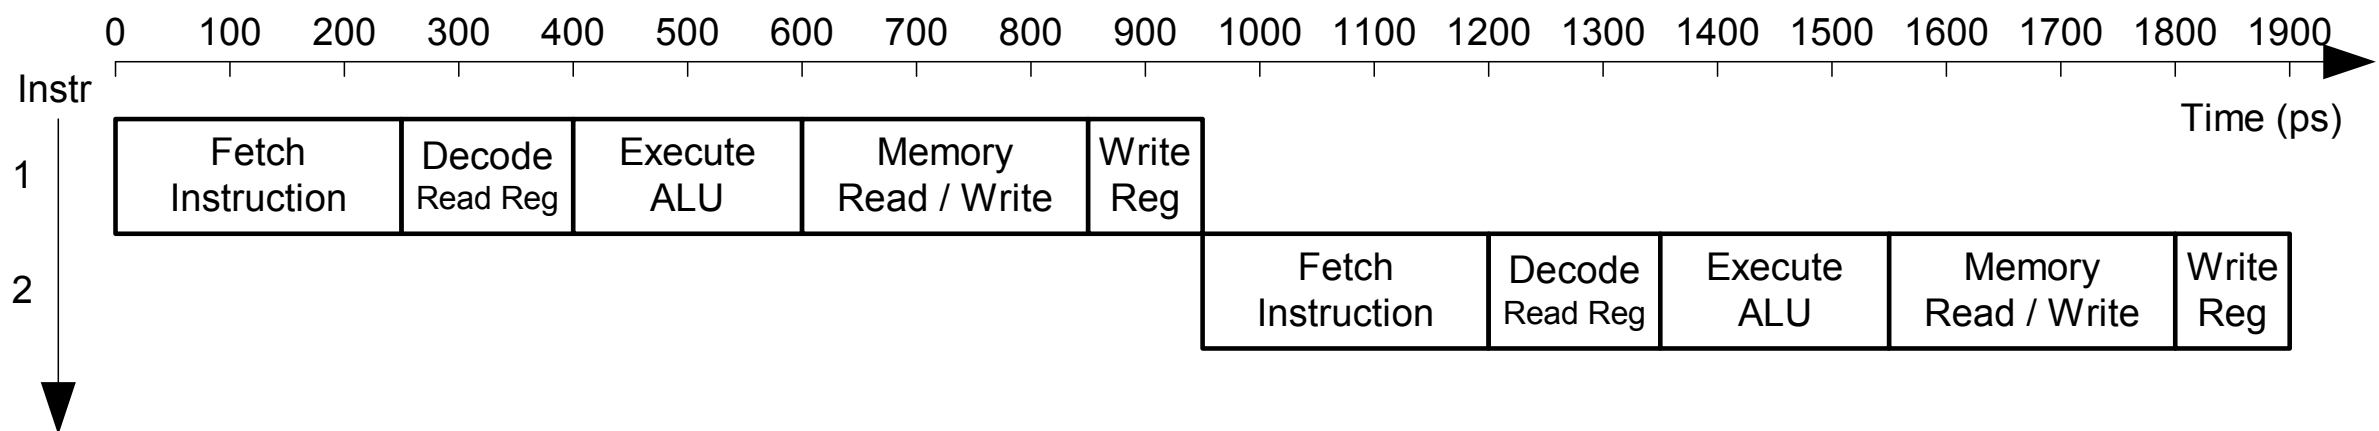 0 100 200 300 400 500 600 700 800 900 1000 1100 1200 1300 1400 1500 1600 1700 1800 1900
Instr
Time (ps)
1
Fetch
Instruction
Decode
Read Reg
Execute
ALU
Memory
Read / Write
Write
Reg
2
Fetch
Instruction
Decode
Read Reg
Execute
ALU
Memory
Read / Write
Write
Reg